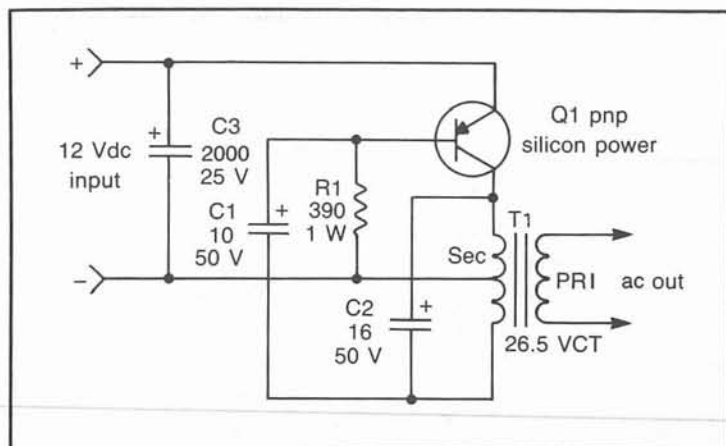 +
12 Vdc
input
−
+
C3
2000
25 V
C1
10
50 V
+
R1
390
1 W
C2
16
50 V
+
Q1 pnp
silicon power
T1
Sec
PRI
ac out
26.5 VCT